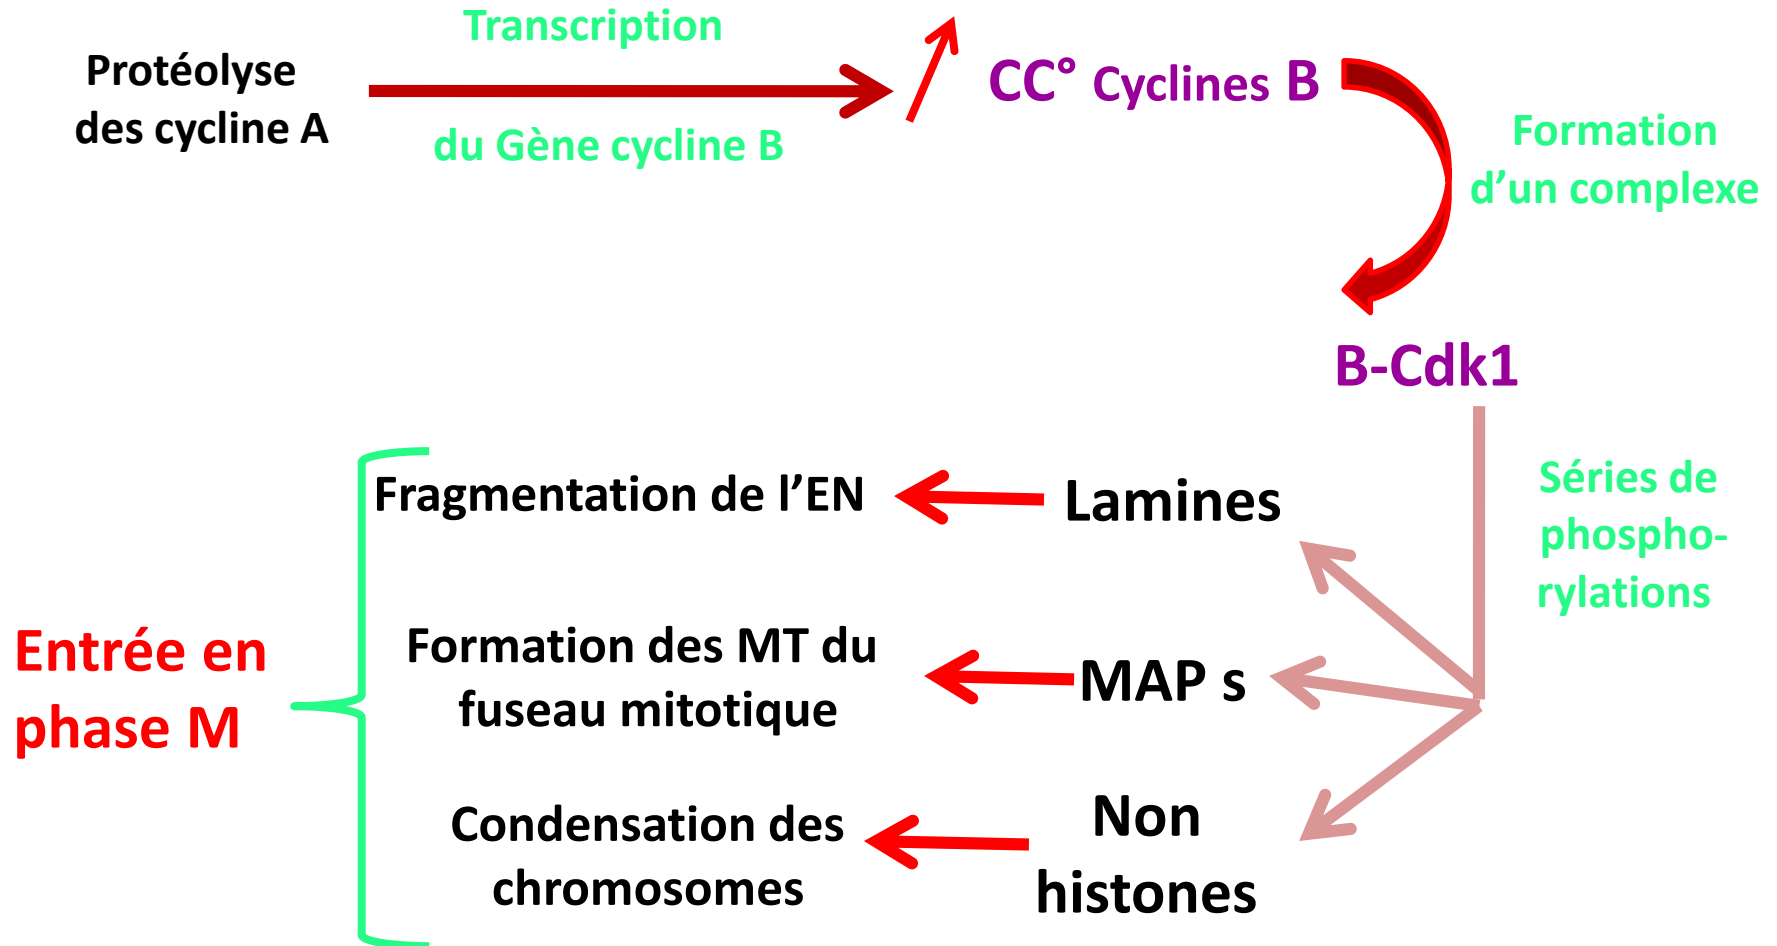 Transcription
Protéolyse
des cycline A
du Gène cycline B
CC° Cyclines B
Formation
d’un complexe
B-Cdk1
Séries de
phospho-
rylations
Lamines
Fragmentation de l’EN
MAP s
Formation des MT du
fuseau mitotique
Non
histones
Condensation des
chromosomes
Entrée en
phase M